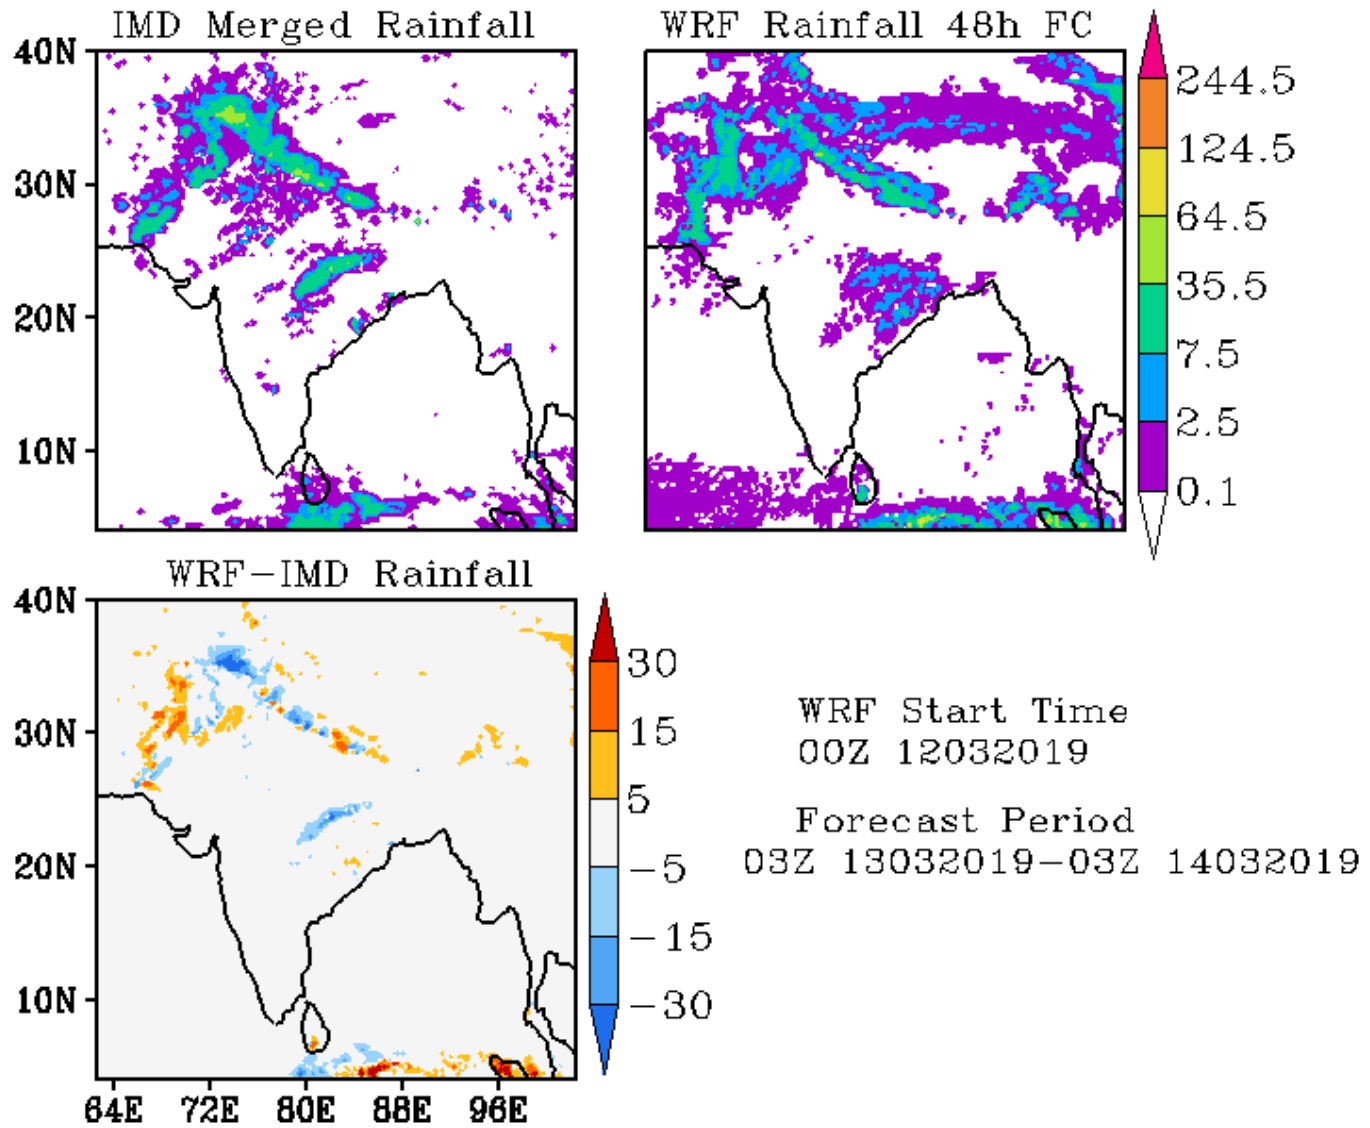 IMD Merged Rainfall
WRF Rainfall 48h FC
40N
30N
20N
10N
244.5
124.5
64.5
35.5
7.5
2.5
0.1
WRF-IMD Rainfall
40N
30N
20N
10N
64E 72E 80E 88E 96E
30
15
5
-5
-15
-30
WRF Start Time
00Z 12032019
Forecast Period
03Z 13032019-03Z 14032019